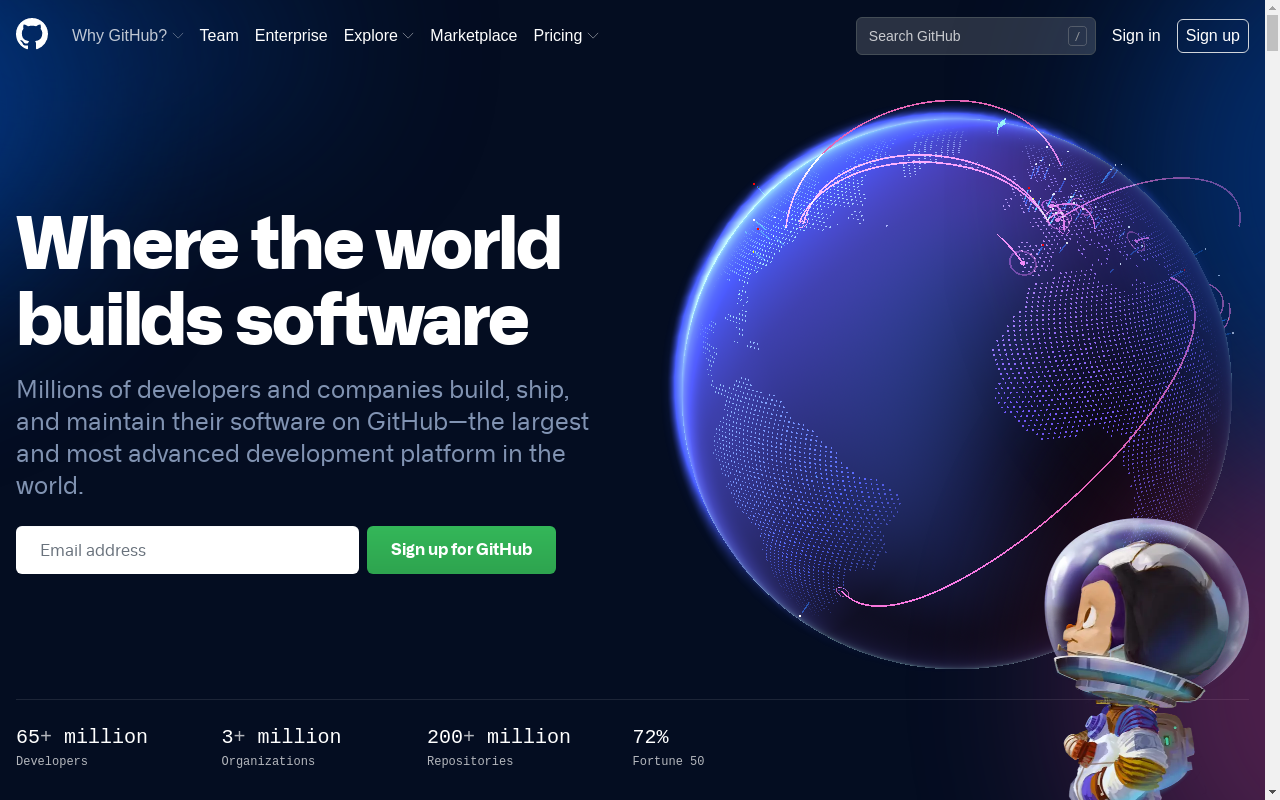 Why GitHub? Team Enterprise Explore Marketplace Pricing Search GitHub / Sign in Sign up
Where the world
builds software
Millions of developers and companies build, ship,
and maintain their software on GitHub—the largest
and most advanced development platform in the
world.
Email address Sign up for GitHub
65+ million 3+ million 200+ million 72%
Developers Organizations Repositories Fortune 50